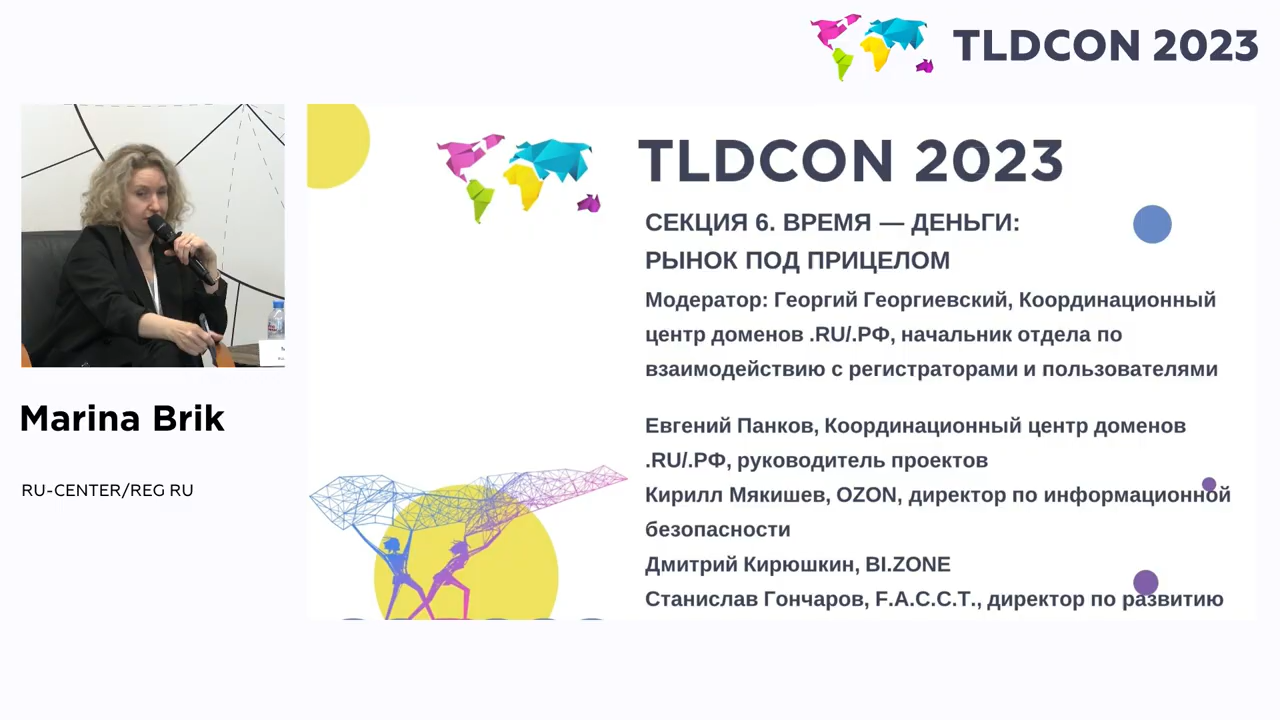 TLDCON 2023
TLDCON 2023
СЕКЦИЯ 6. ВРЕМЯ — ДЕНЬГИ:
РЫНОК ПОД ПРИЦЕЛОМ
Модератор: Георгий Георгиевский, Координационный
центр доменов .RU/.РФ, начальник отдела по
взаимодействию с регистраторами и пользователями
Евгений Панков, Координационный центр доменов
.RU/.РФ, руководитель проектов
Кирилл Мякишев, OZON, директор по информационной
безопасности
Дмитрий Кирюшкин, BI.ZONE
Станислав Гончаров, F.A.C.C.T., директор по развитию
Marina Brik
RU-CENTER/REG RU